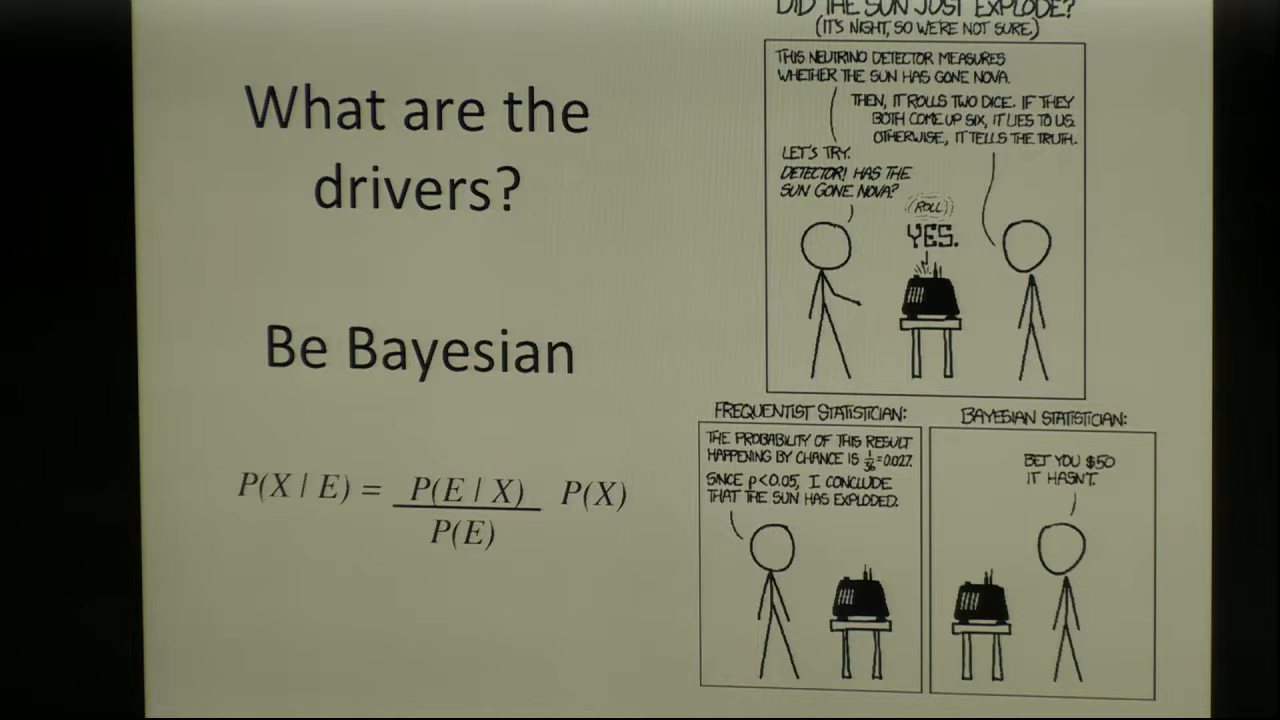 What are the
drivers?
Be Bayesian
P(X | E) = P(E | X) P(X)
P(E)
DID THE SUN JUST EXPLODE?
(IT'S NIGHT, SO WE'RE NOT SURE.)
THIS NEUTRINO DETECTOR MEASURES
WHETHER THE SUN HAS GONE NOVA.
THEN, IT ROLLS TWO DICE. IF THEY
BOTH COME UP SIX, IT LIES TO US.
OTHERWISE, IT TELLS THE TRUTH.
LET'S TRY.
DETECTOR! HAS THE
SUN GONE NOVA?
(ROLL)
YES.
FREQUENTIST STATISTICIAN:
THE PROBABILITY OF THIS RESULT
HAPPENING BY CHANCE IS 1/36=0.027.
SINCE p<0.05, I CONCLUDE
THAT THE SUN HAS EXPLODED.
BAYESIAN STATISTICIAN:
BET YOU $50
IT HASN'T.